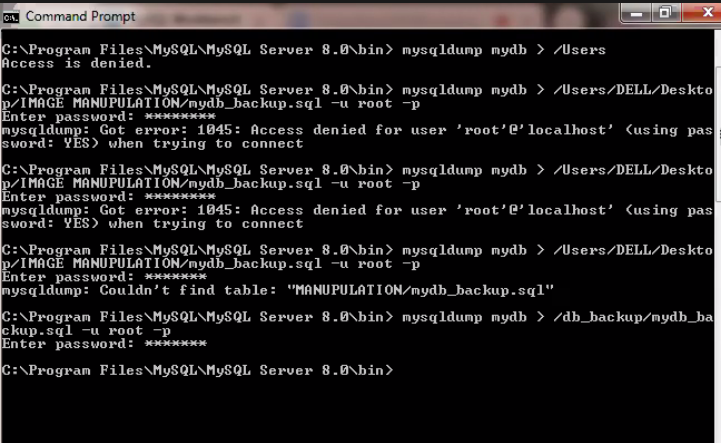 Command Prompt
C:\Program Files\MySQL\MySQL Server 8.0\bin> mysqldump mydb > /Users
Access is denied.
C:\Program Files\MySQL\MySQL Server 8.0\bin> mysqldump mydb > /Users/DELL/Deskto
p/IMAGE MANUPULATION/mydb_backup.sql -u root -p
Enter password: ********
mysqldump: Got error: 1045: Access denied for user 'root'@'localhost' (using pas
sword: YES) when trying to connect
C:\Program Files\MySQL\MySQL Server 8.0\bin> mysqldump mydb > /Users/DELL/Deskto
p/IMAGE MANUPULATION/mydb_backup.sql -u root -p
Enter password: ********
mysqldump: Got error: 1045: Access denied for user 'root'@'localhost' (using pas
sword: YES) when trying to connect
C:\Program Files\MySQL\MySQL Server 8.0\bin> mysqldump mydb > /Users/DELL/Deskto
p/IMAGE MANUPULATION/mydb_backup.sql -u root -p
Enter password: *******
mysqldump: Couldn't find table: "MANUPULATION/mydb_backup.sql"
C:\Program Files\MySQL\MySQL Server 8.0\bin> mysqldump mydb > /db_backup/mydb_ba
ckup.sql -u root -p
Enter password: *******
C:\Program Files\MySQL\MySQL Server 8.0\bin>